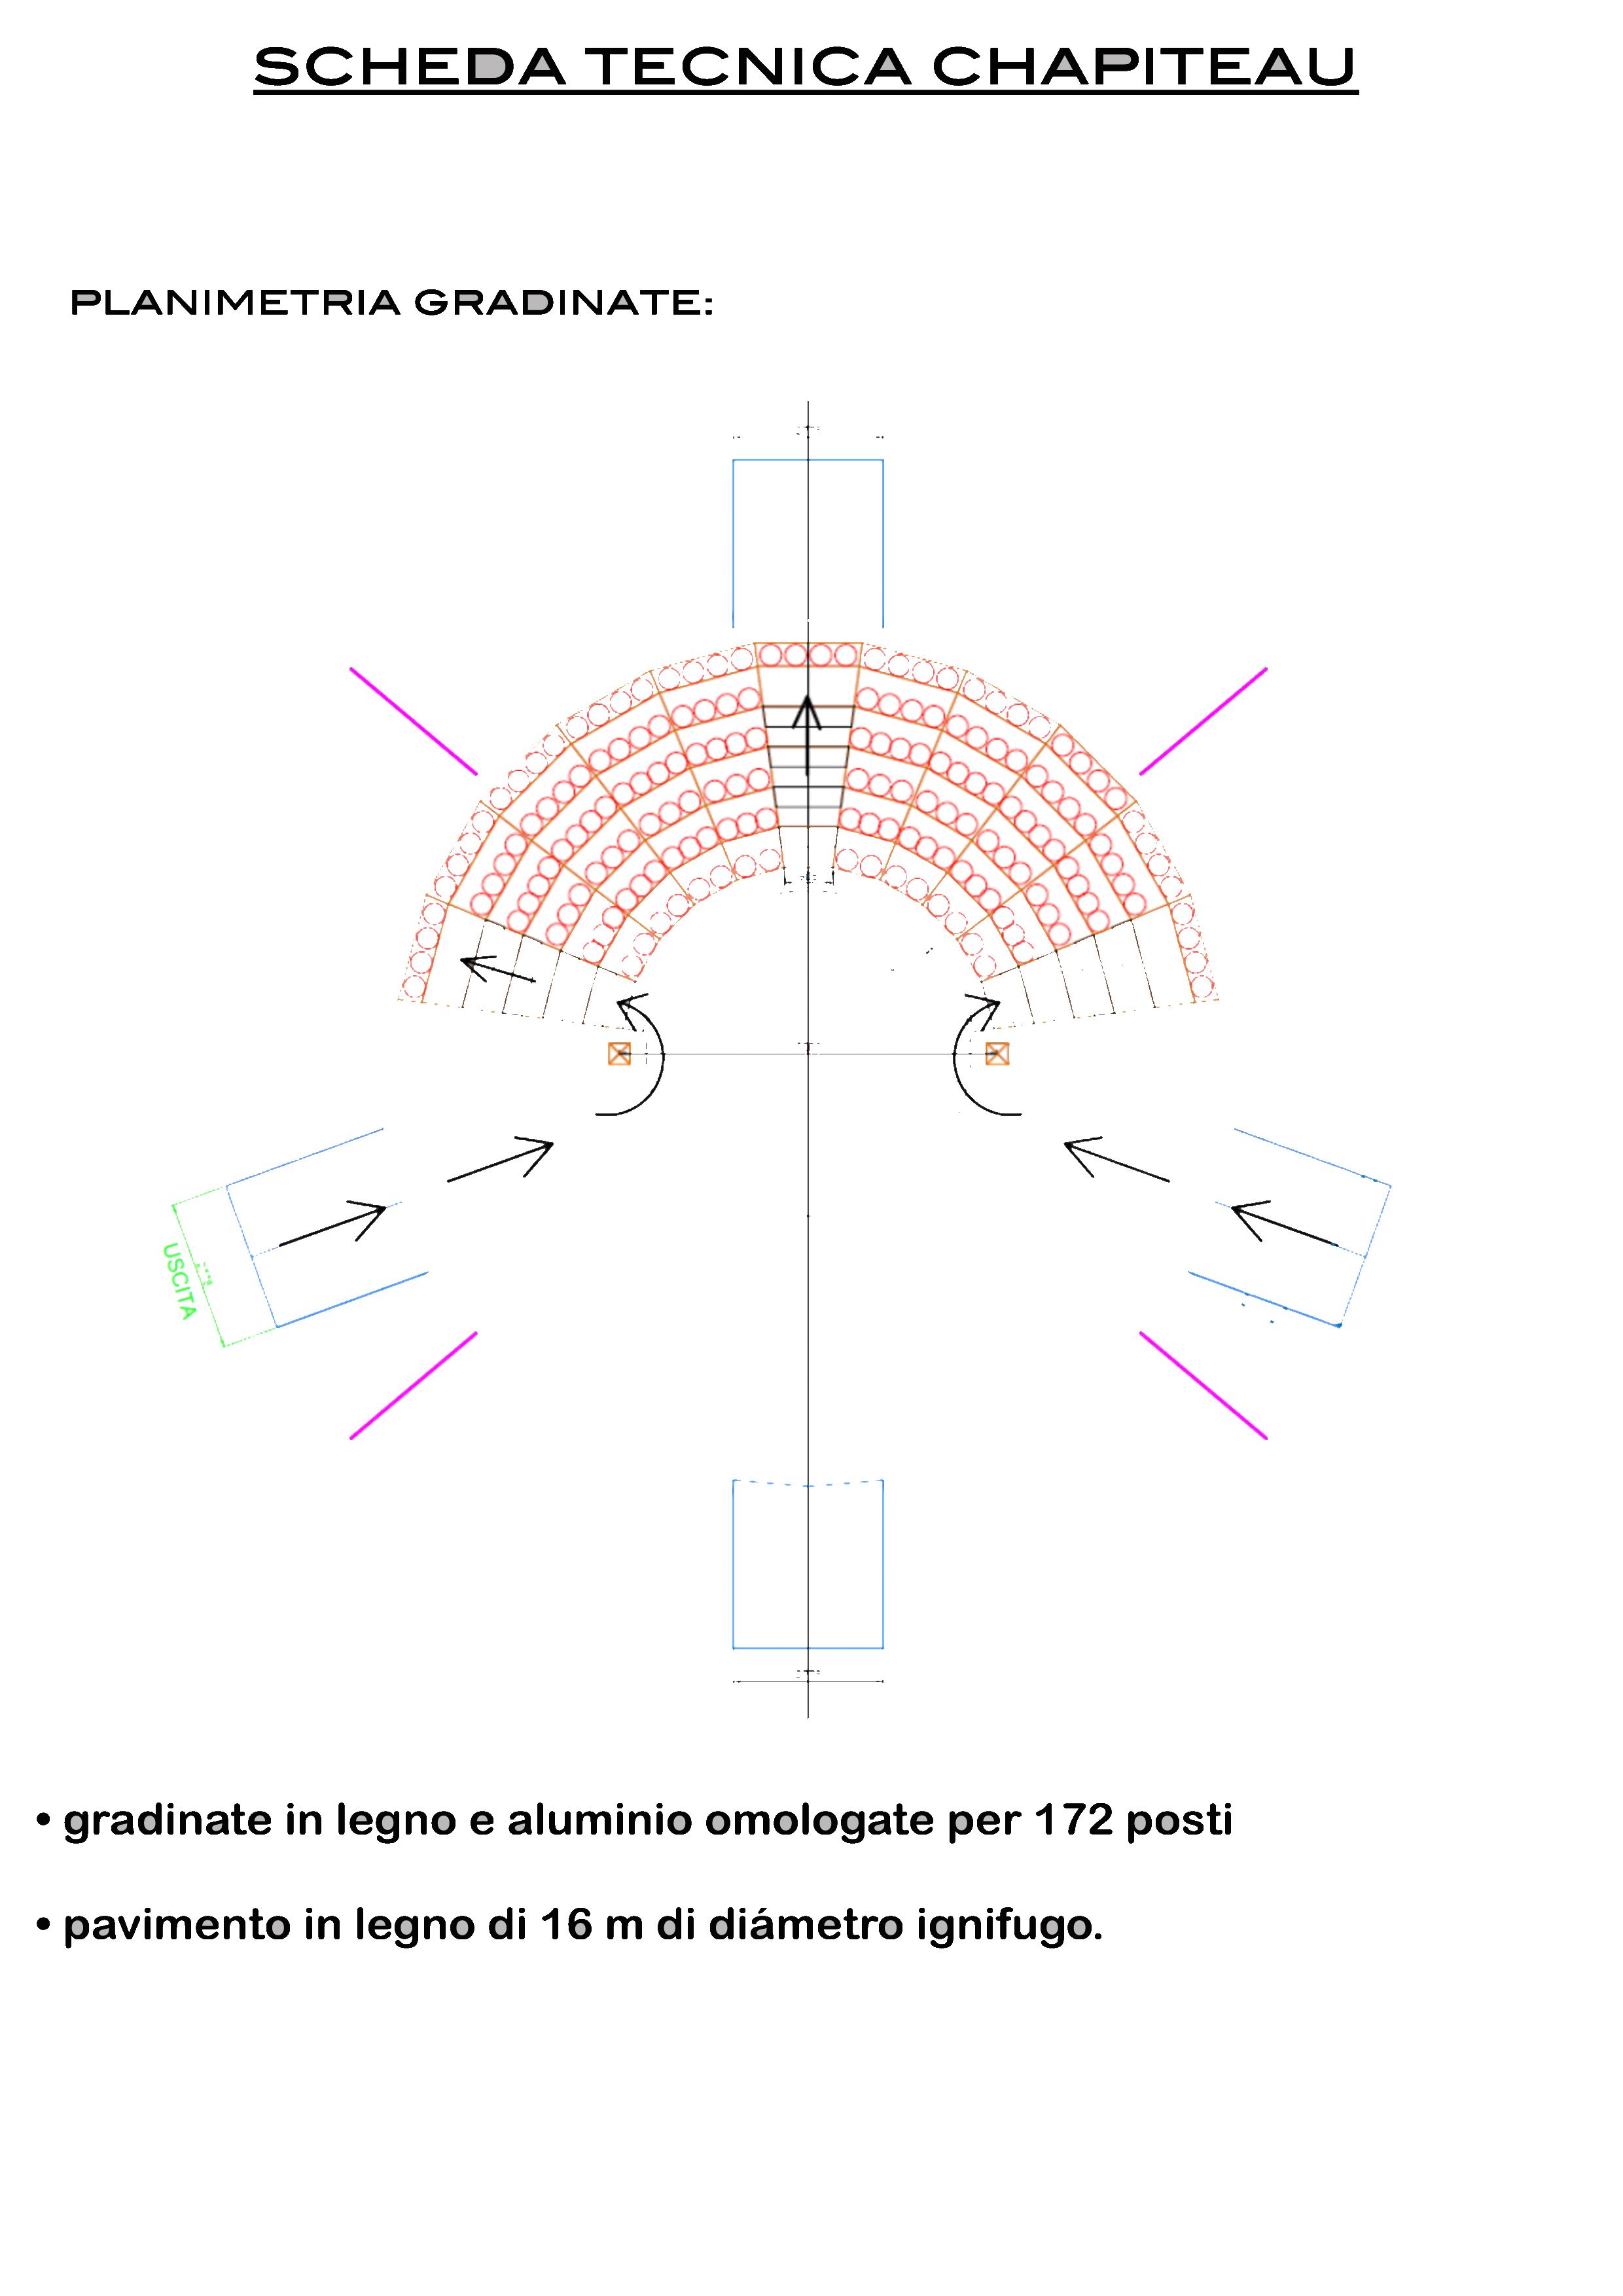 SCHEDA TECNICA CHAPITEAU
PLANIMETRIA GRADINATE:
USCITA
• gradinate in legno e aluminio omologate per 172 posti
• pavimento in legno di 16 m di diámetro ignifugo.